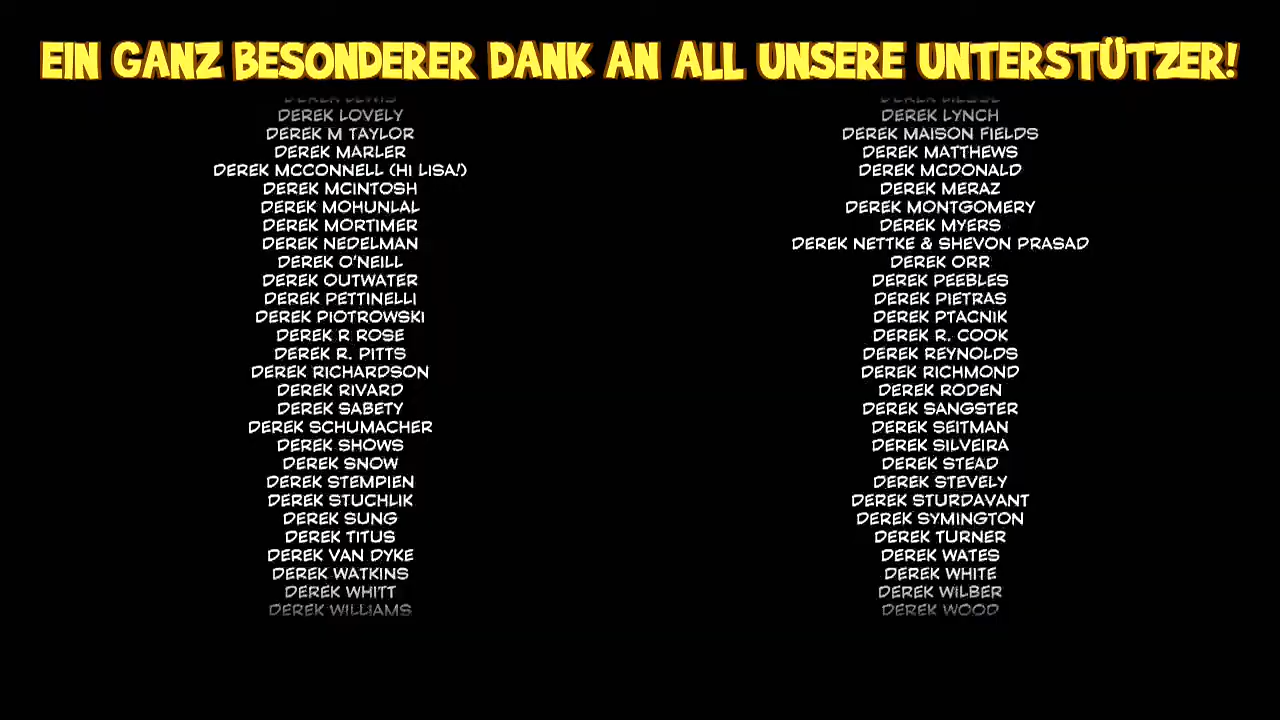 EIN GANZ BESONDERER DANK AN ALL UNSERE UNTERSTÜTZER!
DEREK LOVELY
DEREK M TAYLOR
DEREK MARLER
DEREK MCCONNELL (HI LISA!)
DEREK MCINTOSH
DEREK MOHUNLAL
DEREK MORTIMER
DEREK NEDELMAN
DEREK O'NEILL
DEREK OUTWATER
DEREK PETTINELLI
DEREK PIOTROWSKI
DEREK R ROSE
DEREK R. PITTS
DEREK RICHARDSON
DEREK RIVARD
DEREK SABETY
DEREK SCHUMACHER
DEREK SHOWS
DEREK SNOW
DEREK STEMPIEN
DEREK STUCHLIK
DEREK SUNG
DEREK TITUS
DEREK VAN DYKE
DEREK WATKINS
DEREK WHITT
DEREK WILLIAMS
DEREK LYNCH
DEREK MAISON FIELDS
DEREK MATTHEWS
DEREK MCDONALD
DEREK MERAZ
DEREK MONTGOMERY
DEREK MYERS
DEREK NETTKE & SHEVON PRASAD
DEREK ORR
DEREK PEEBLES
DEREK PIETRAS
DEREK PTACNIK
DEREK R. COOK
DEREK REYNOLDS
DEREK RICHMOND
DEREK RODEN
DEREK SANGSTER
DEREK SEITMAN
DEREK SILVEIRA
DEREK STEAD
DEREK STEVELY
DEREK STURDAVANT
DEREK SYMINGTON
DEREK TURNER
DEREK WATES
DEREK WHITE
DEREK WILBER
DEREK WOOD